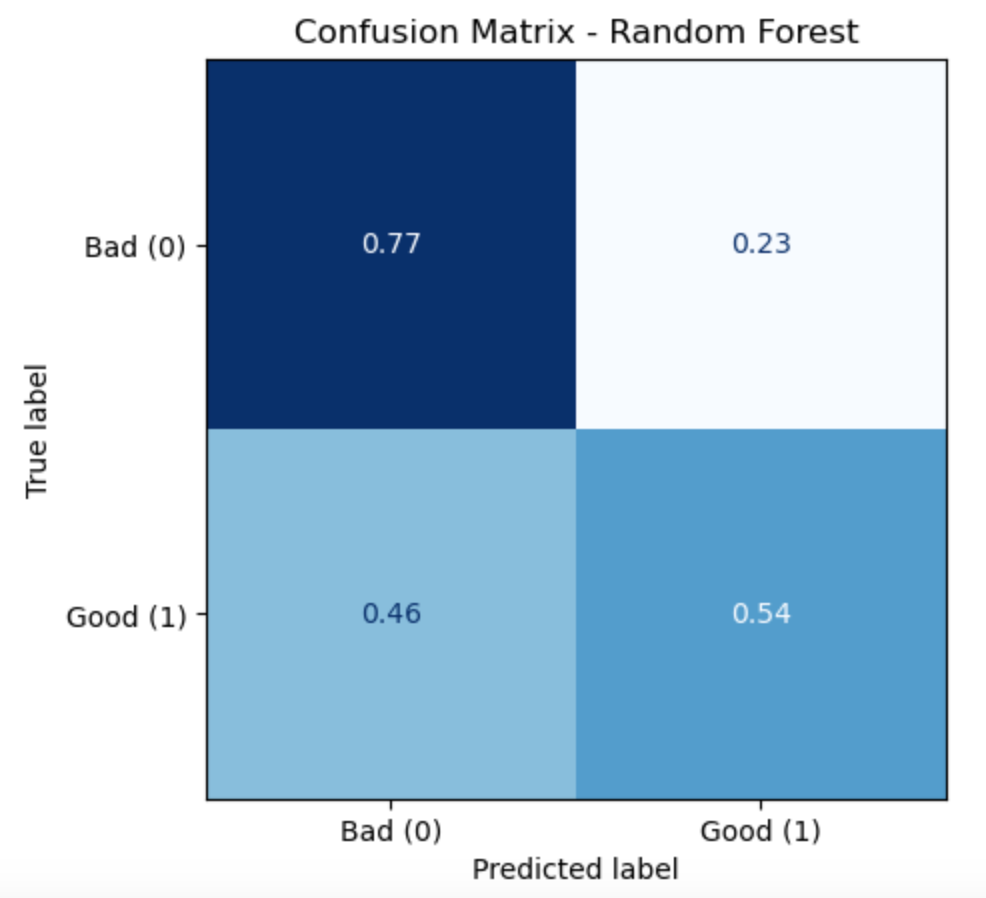 Confusion Matrix - Random Forest
Bad (0)
0.77
0.23
True label
Good (1)
0.46
0.54
Bad (0)
Good (1)
Predicted label